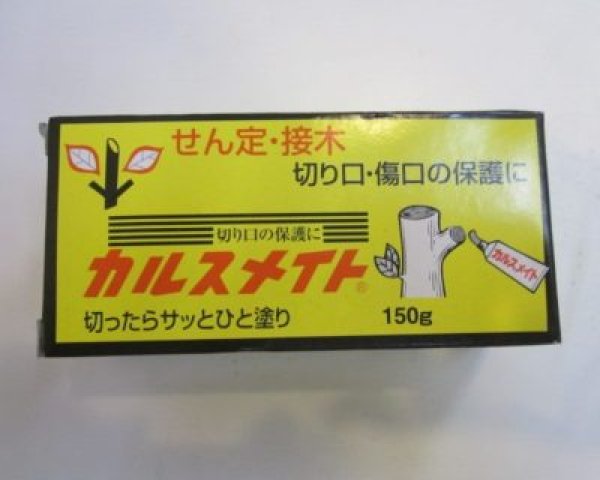 せん定・接木
切り口・傷口の保護に
切り口の保護に
カルスメイト®
カルスメイト
切ったらサッとひと塗り
150g